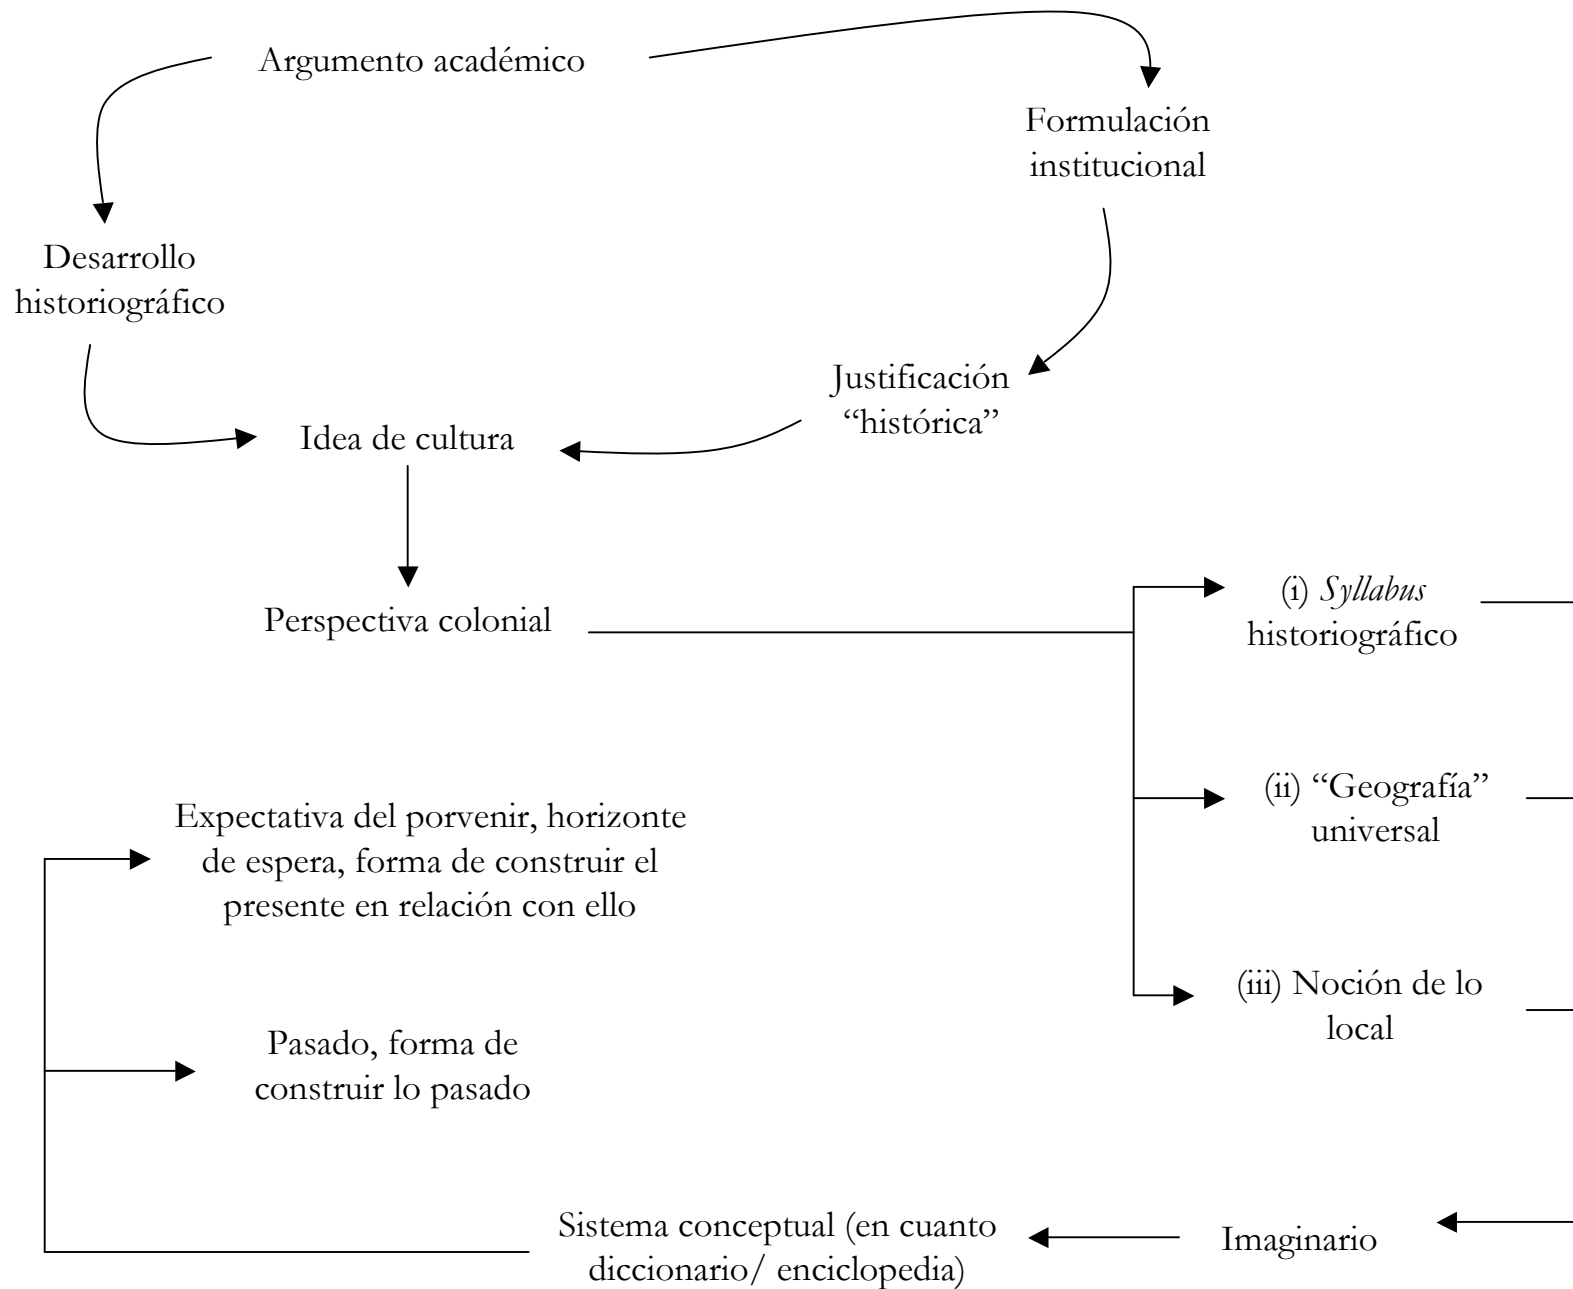 Argumento académico
Formulación
institucional
Desarrollo
historiográfico
Justificación
“histórica”
Idea de cultura
Perspectiva colonial
(i) Syllabus
historiográfico
(ii) “Geografía”
universal
Expectativa del porvenir, horizonte
de espera, forma de construir el
presente en relación con ello
(iii) Noción de lo
local
Pasado, forma de
construir lo pasado
Sistema conceptual (en cuanto
diccionario/ enciclopedia)
Imaginario